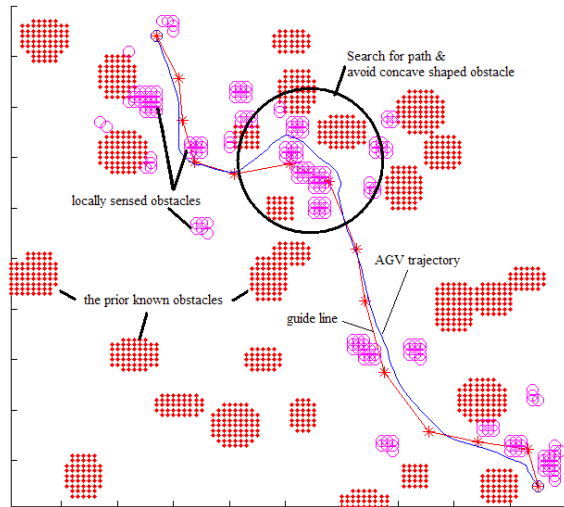 Search for path &
avoid concave shaped obstacle
locally sensed obstacles
AGV trajectory
the prior known obstacles
guide line